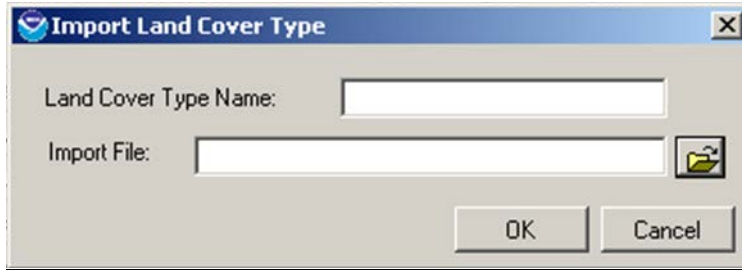 Import Land Cover Type
Land Cover Type Name:
Import File:
OK Cancel